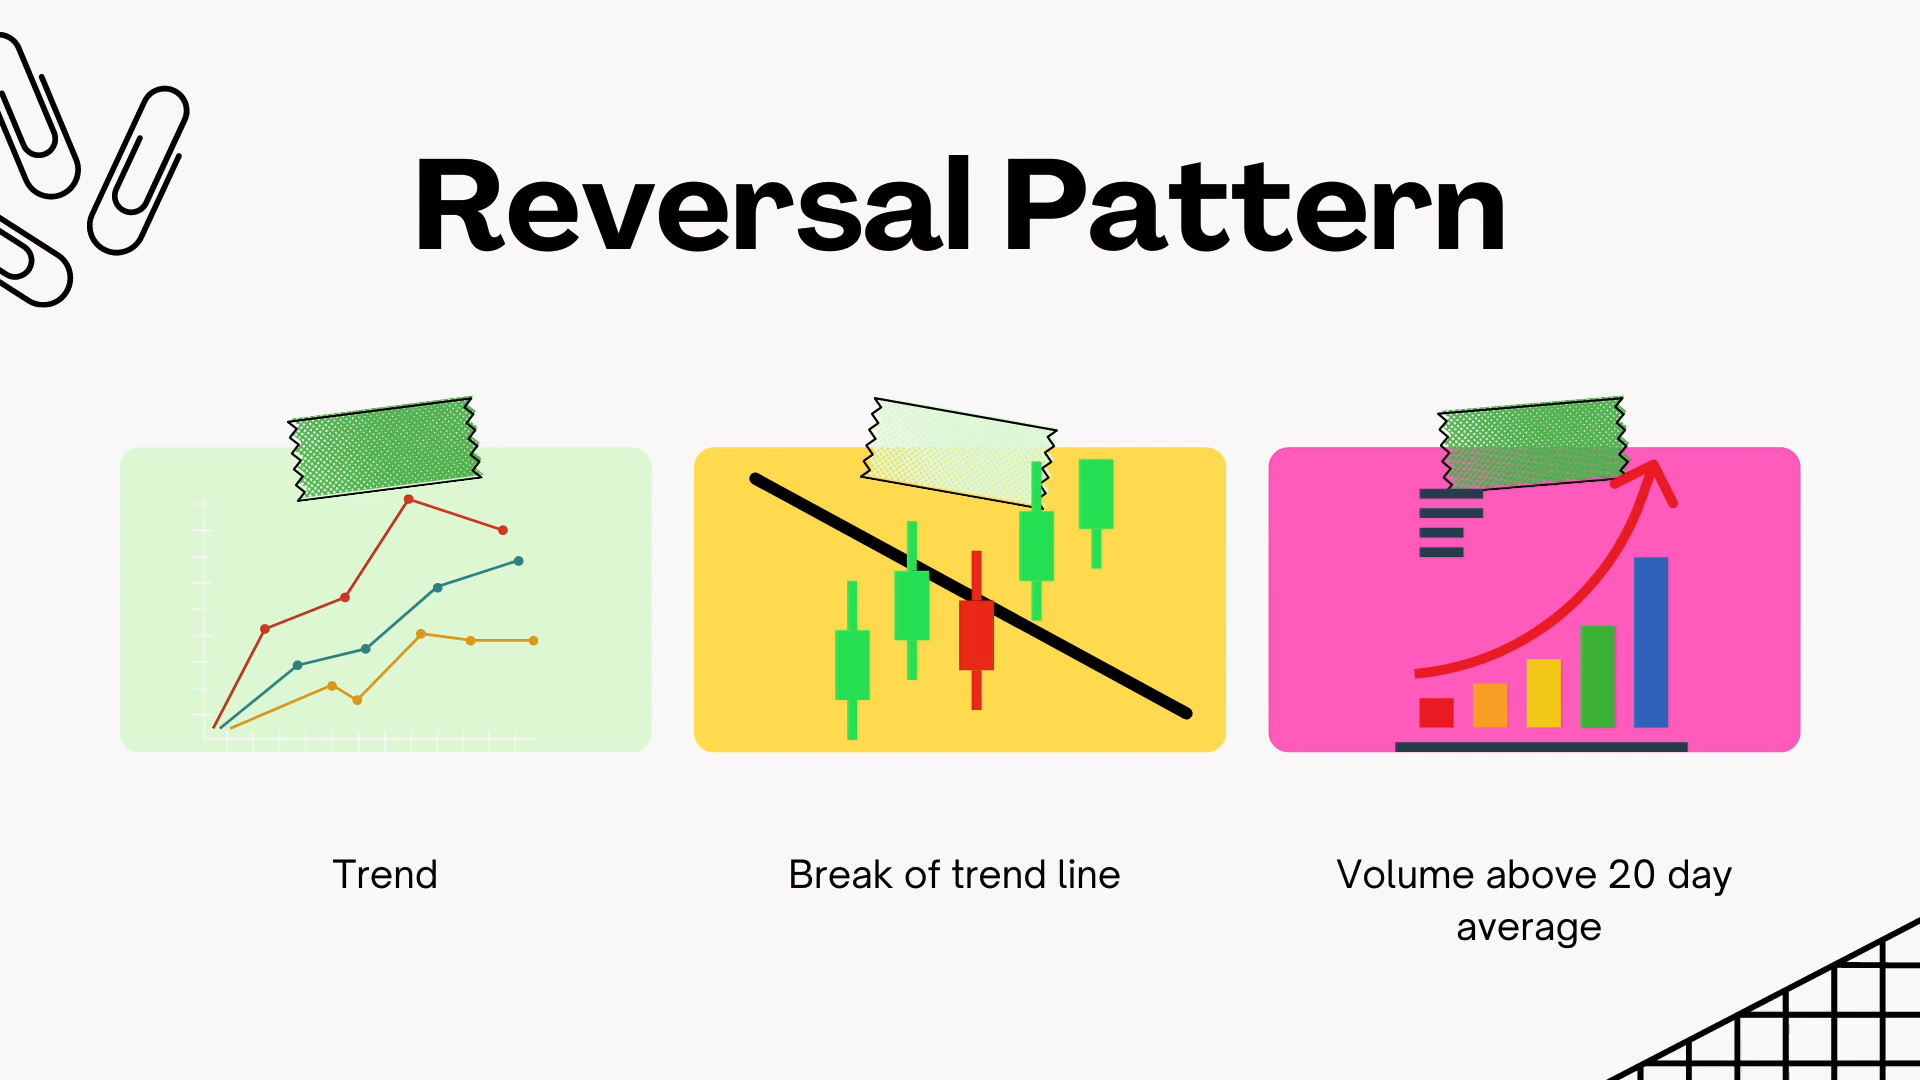 Reversal Pattern
Trend
Break of trend line
Volume above 20 day
average